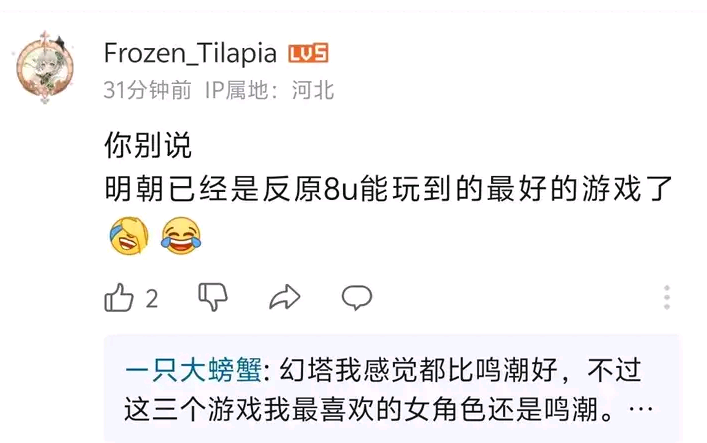 Frozen_Tilapia LV5
31分钟前 IP属地：河北
你别说
明朝已经是反原8u能玩到的最好的游戏了
2
一只大螃蟹: 幻塔我感觉都比鸣潮好，不过
这三个游戏我最喜欢的女角色还是鸣潮。…